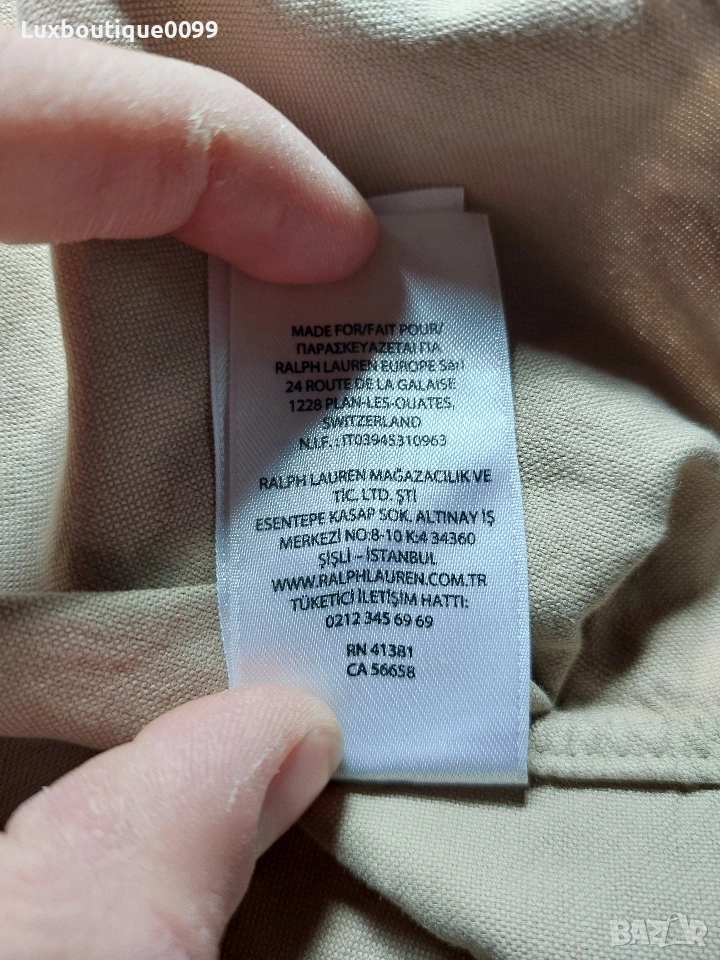 Luxboutique0099
MADE FOR/FAIT POUR/
ΠΑΡΑΣΚΕΥΑΖΕΤΑΙ ΓΙΑ
RALPH LAUREN EUROPE Sàrl
24 ROUTE DE LA GALAISE
1228 PLAN-LES-OUATES,
SWITZERLAND
N.I.F. : IT03945310963
RALPH LAUREN MAĞAZACILIK VE
TİC. LTD. ŞTİ
ESENTEPE KASAP SOK. ALTINAY İŞ
MERKEZİ NO:8-10 K:4 34360
ŞİŞLİ – İSTANBUL
WWW.RALPHLAUREN.COM.TR
TÜKETİCİ İLETİŞİM HATTI:
0212 345 69 69
RN 41381
CA 56658
BAZAR